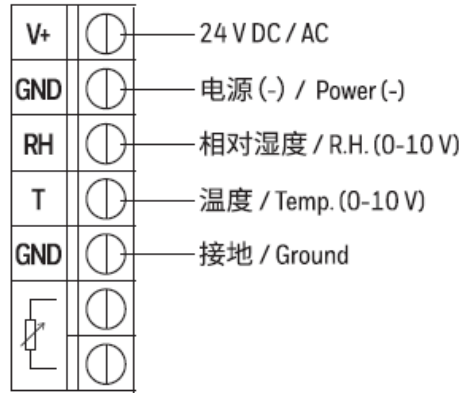 V+ 24 V DC / AC
GND 电源(-) / Power(-)
RH 相对湿度 / R.H. (0-10 V)
T 温度 / Temp. (0-10 V)
GND 接地 / Ground